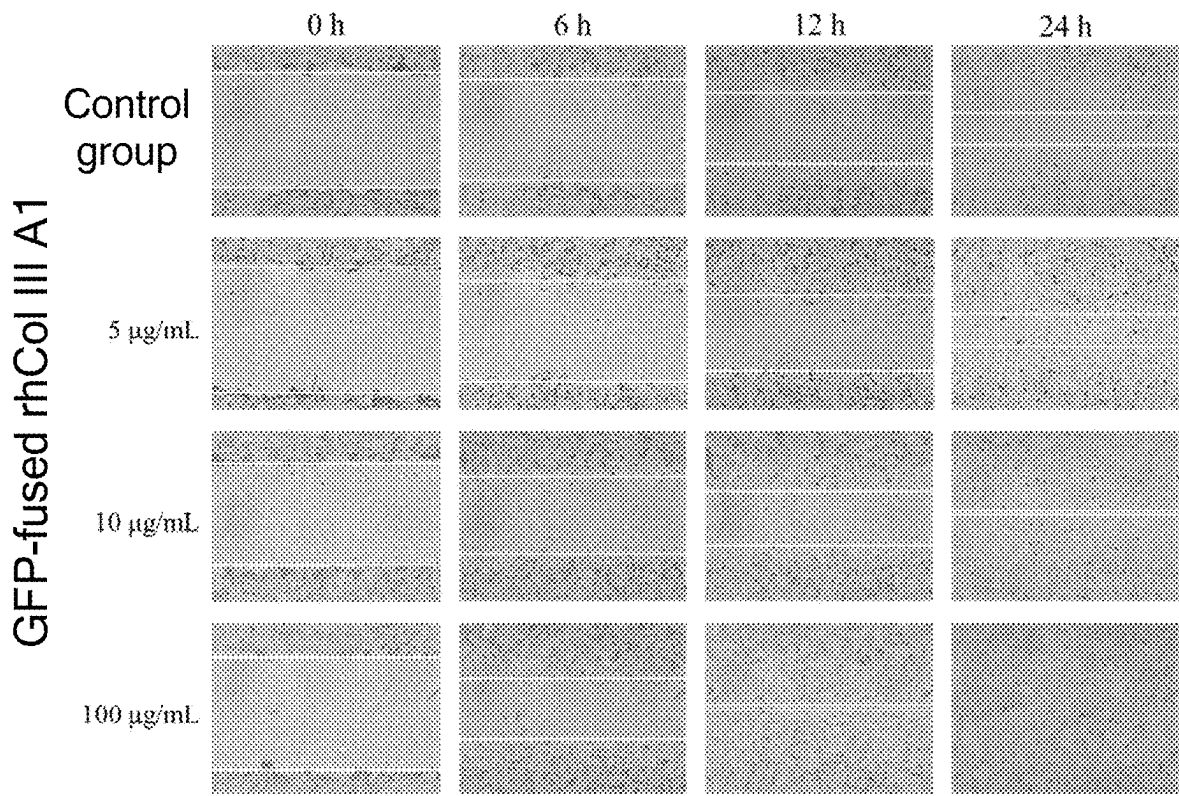 0 h 6 h 12 h 24 h
Control
group
GFP-fused rhCol III A1
5 µg/mL
10 µg/mL
100 µg/mL